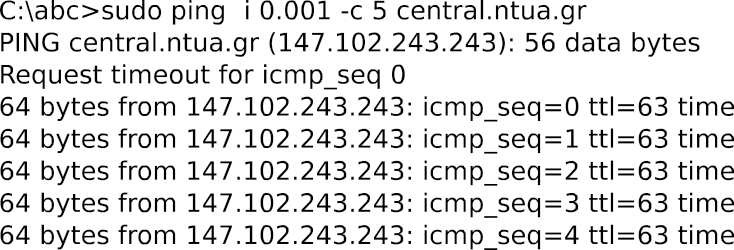 C:\abc>sudo ping  i 0.001 -c 5 central.ntua.gr
PING central.ntua.gr (147.102.243.243): 56 data bytes
Request timeout for icmp_seq 0
64 bytes from 147.102.243.243: icmp_seq=0 ttl=63 time
64 bytes from 147.102.243.243: icmp_seq=1 ttl=63 time
64 bytes from 147.102.243.243: icmp_seq=2 ttl=63 time
64 bytes from 147.102.243.243: icmp_seq=3 ttl=63 time
64 bytes from 147.102.243.243: icmp_seq=4 ttl=63 time